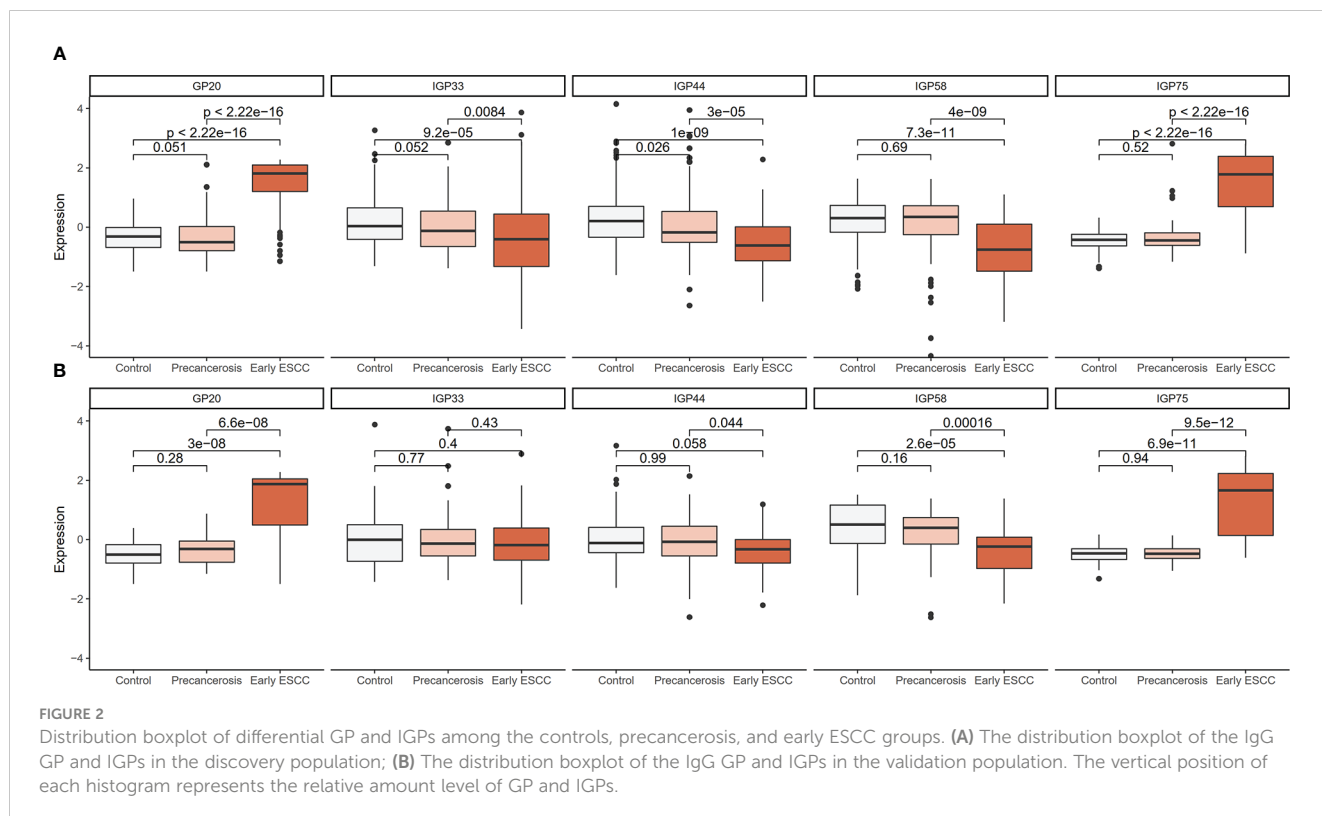 A
GP20 IGP33 IGP44 IGP58 IGP75
4
2
0
−2
−4
Expression
p < 2.22e−16 0.0084 3e−05 4e−09 p < 2.22e−16
p < 2.22e−16 9.2e−05 1e−09 7.3e−11 p < 2.22e−16
0.051 0.052 0.026 0.69 0.52
Control Precancerosis Early ESCC Control Precancerosis Early ESCC Control Precancerosis Early ESCC Control Precancerosis Early ESCC Control Precancerosis Early ESCC
B
GP20 IGP33 IGP44 IGP58 IGP75
4
2
0
−2
−4
Expression
6.6e−08 0.43 0.044 0.00016 9.5e−12
3e−08 0.4 0.058 2.6e−05 6.9e−11
0.28 0.77 0.99 0.16 0.94
Control Precancerosis Early ESCC Control Precancerosis Early ESCC Control Precancerosis Early ESCC Control Precancerosis Early ESCC Control Precancerosis Early ESCC
FIGURE 2
Distribution boxplot of differential GP and IGPs among the controls, precancerosis, and early ESCC groups. (A) The distribution boxplot of the IgG
GP and IGPs in the discovery population; (B) The distribution boxplot of the IgG GP and IGPs in the validation population. The vertical position of
each histogram represents the relative amount level of GP and IGPs.